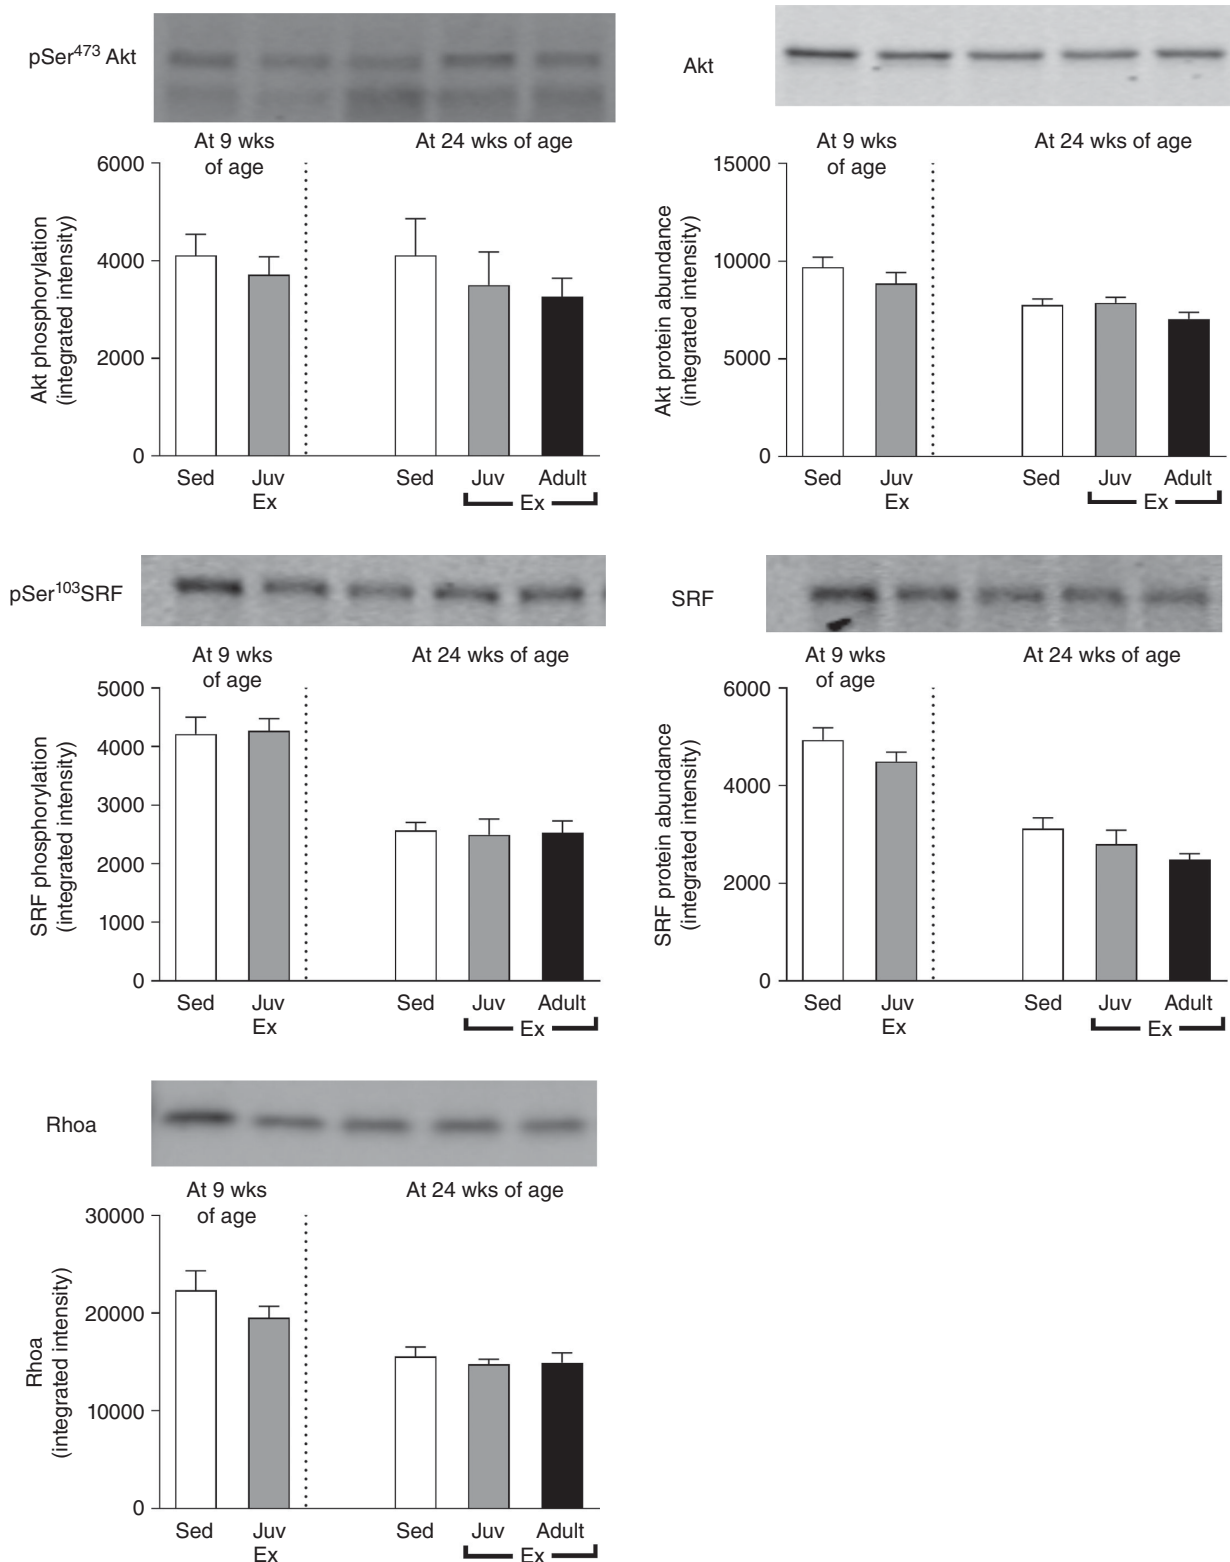 pSer473 Akt
At 9 wks
of age
At 24 wks of age
Akt phosphorylation
(integrated intensity)
6000
4000
2000
0
Sed
Juv
Ex
Sed
Juv
Adult
Ex
Akt
At 9 wks
of age
At 24 wks of age
Akt protein abundance
(integrated intensity)
15000
10000
5000
0
Sed
Juv
Ex
Sed
Juv
Adult
Ex
pSer103SRF
At 9 wks
of age
At 24 wks of age
SRF phosphorylation
(integrated intensity)
5000
4000
3000
2000
1000
0
Sed
Juv
Ex
Sed
Juv
Adult
Ex
SRF
At 9 wks
of age
At 24 wks of age
SRF protein abundance
(integrated intensity)
6000
4000
2000
0
Sed
Juv
Ex
Sed
Juv
Adult
Ex
Rhoa
At 9 wks
of age
At 24 wks of age
Rhoa
(integrated intensity)
30000
20000
10000
0
Sed
Juv
Ex
Sed
Juv
Adult
Ex